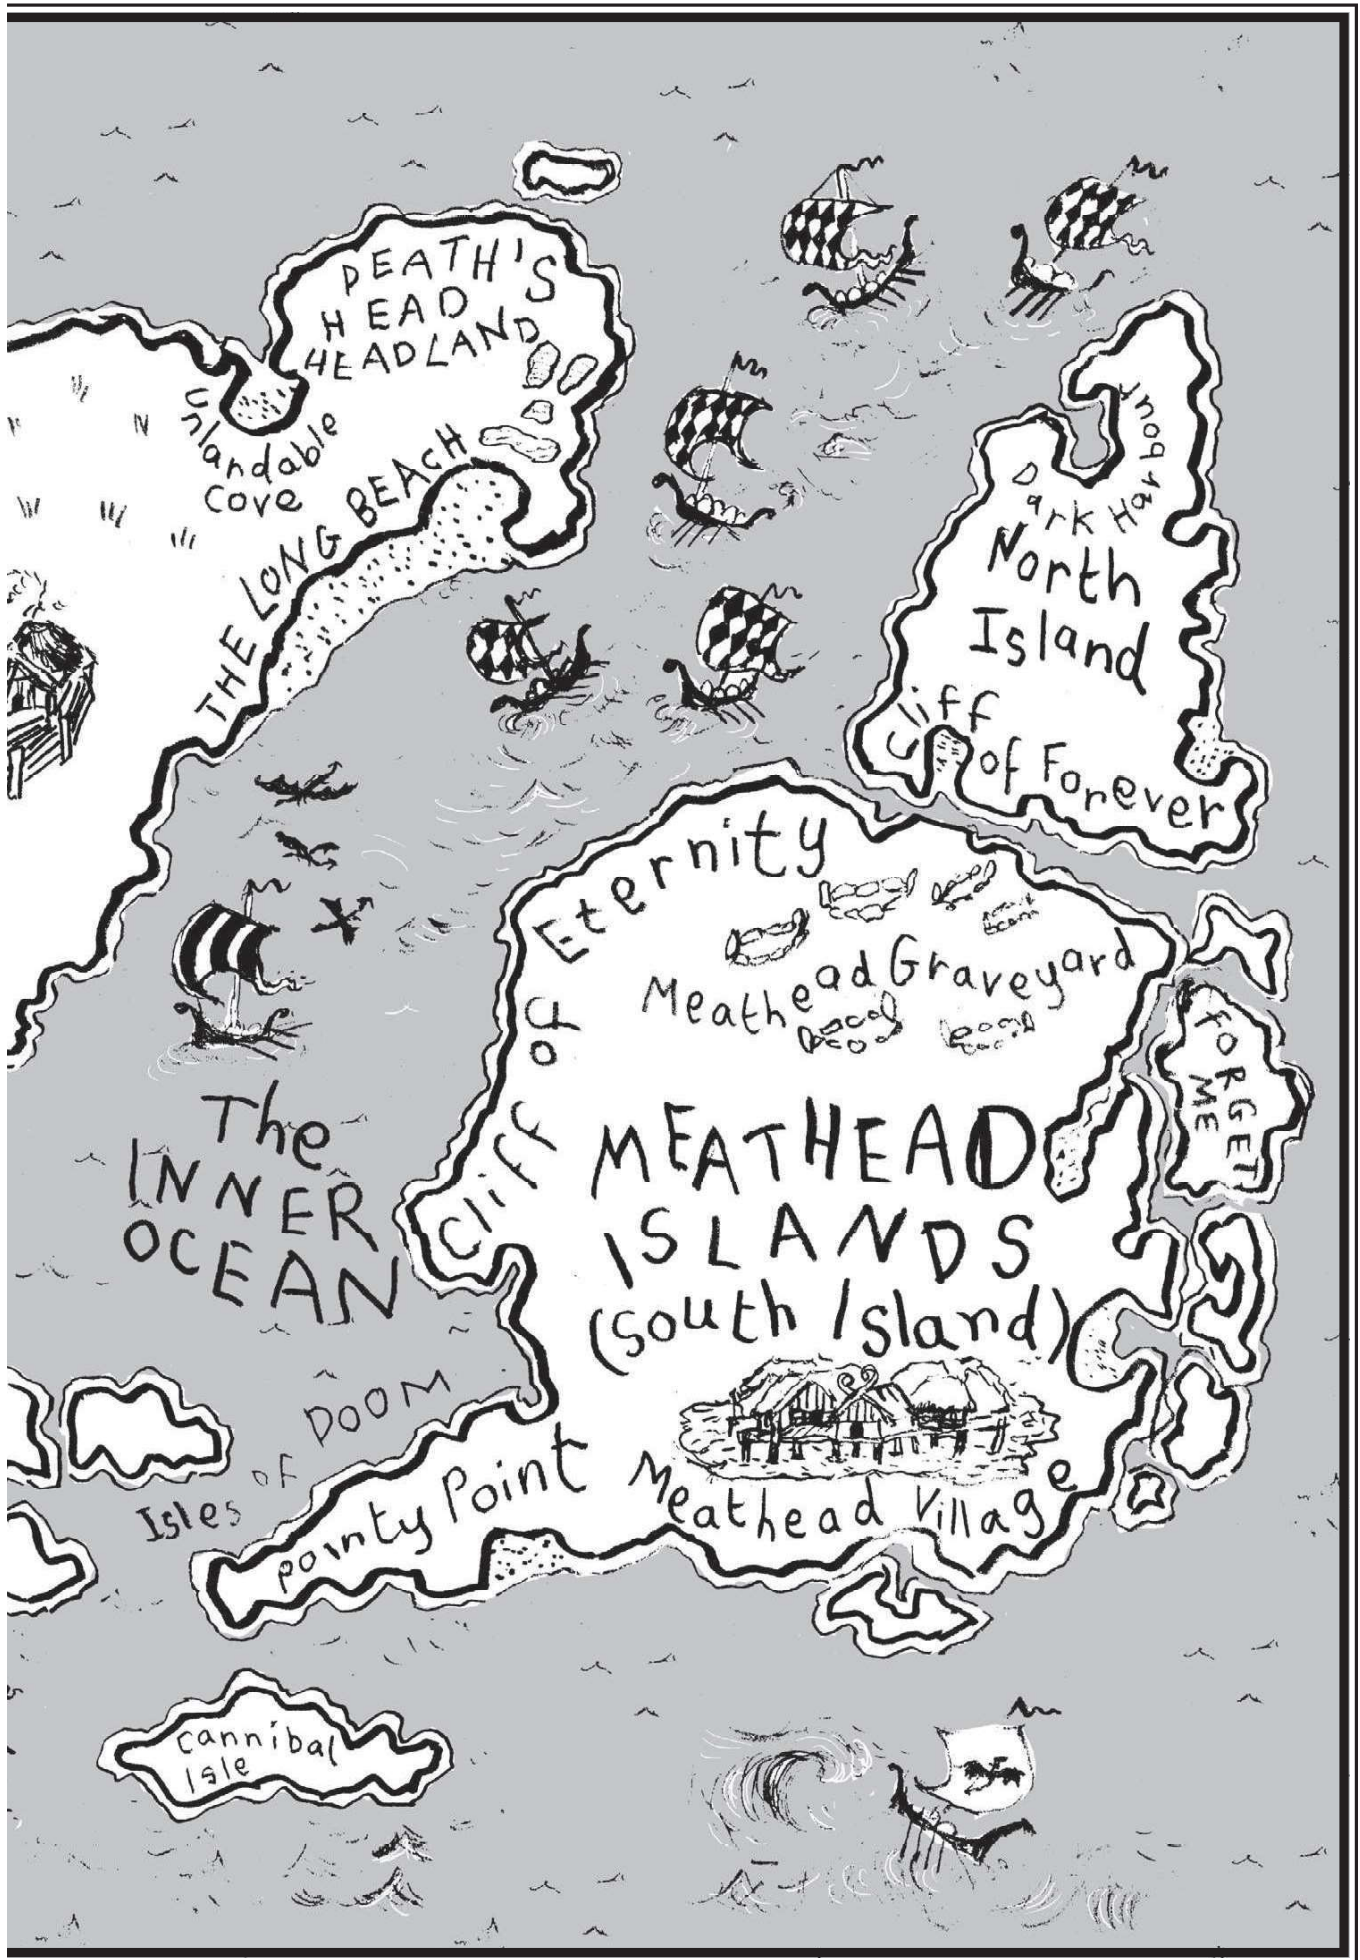 DEATH'S
HEAD
HEADLAND
Unlandable
Cove
THE LONG BEACH
Dark Harbour
North
Island
Cliff
of Forever
Cliff of Eternity
Meathead Graveyard
FORGET
ME
MEATHEAD
ISLANDS
(South Island)
The
INNER
OCEAN
Isles of DOOM
Pointy Point
Meathead Village
Cannibal
Isle